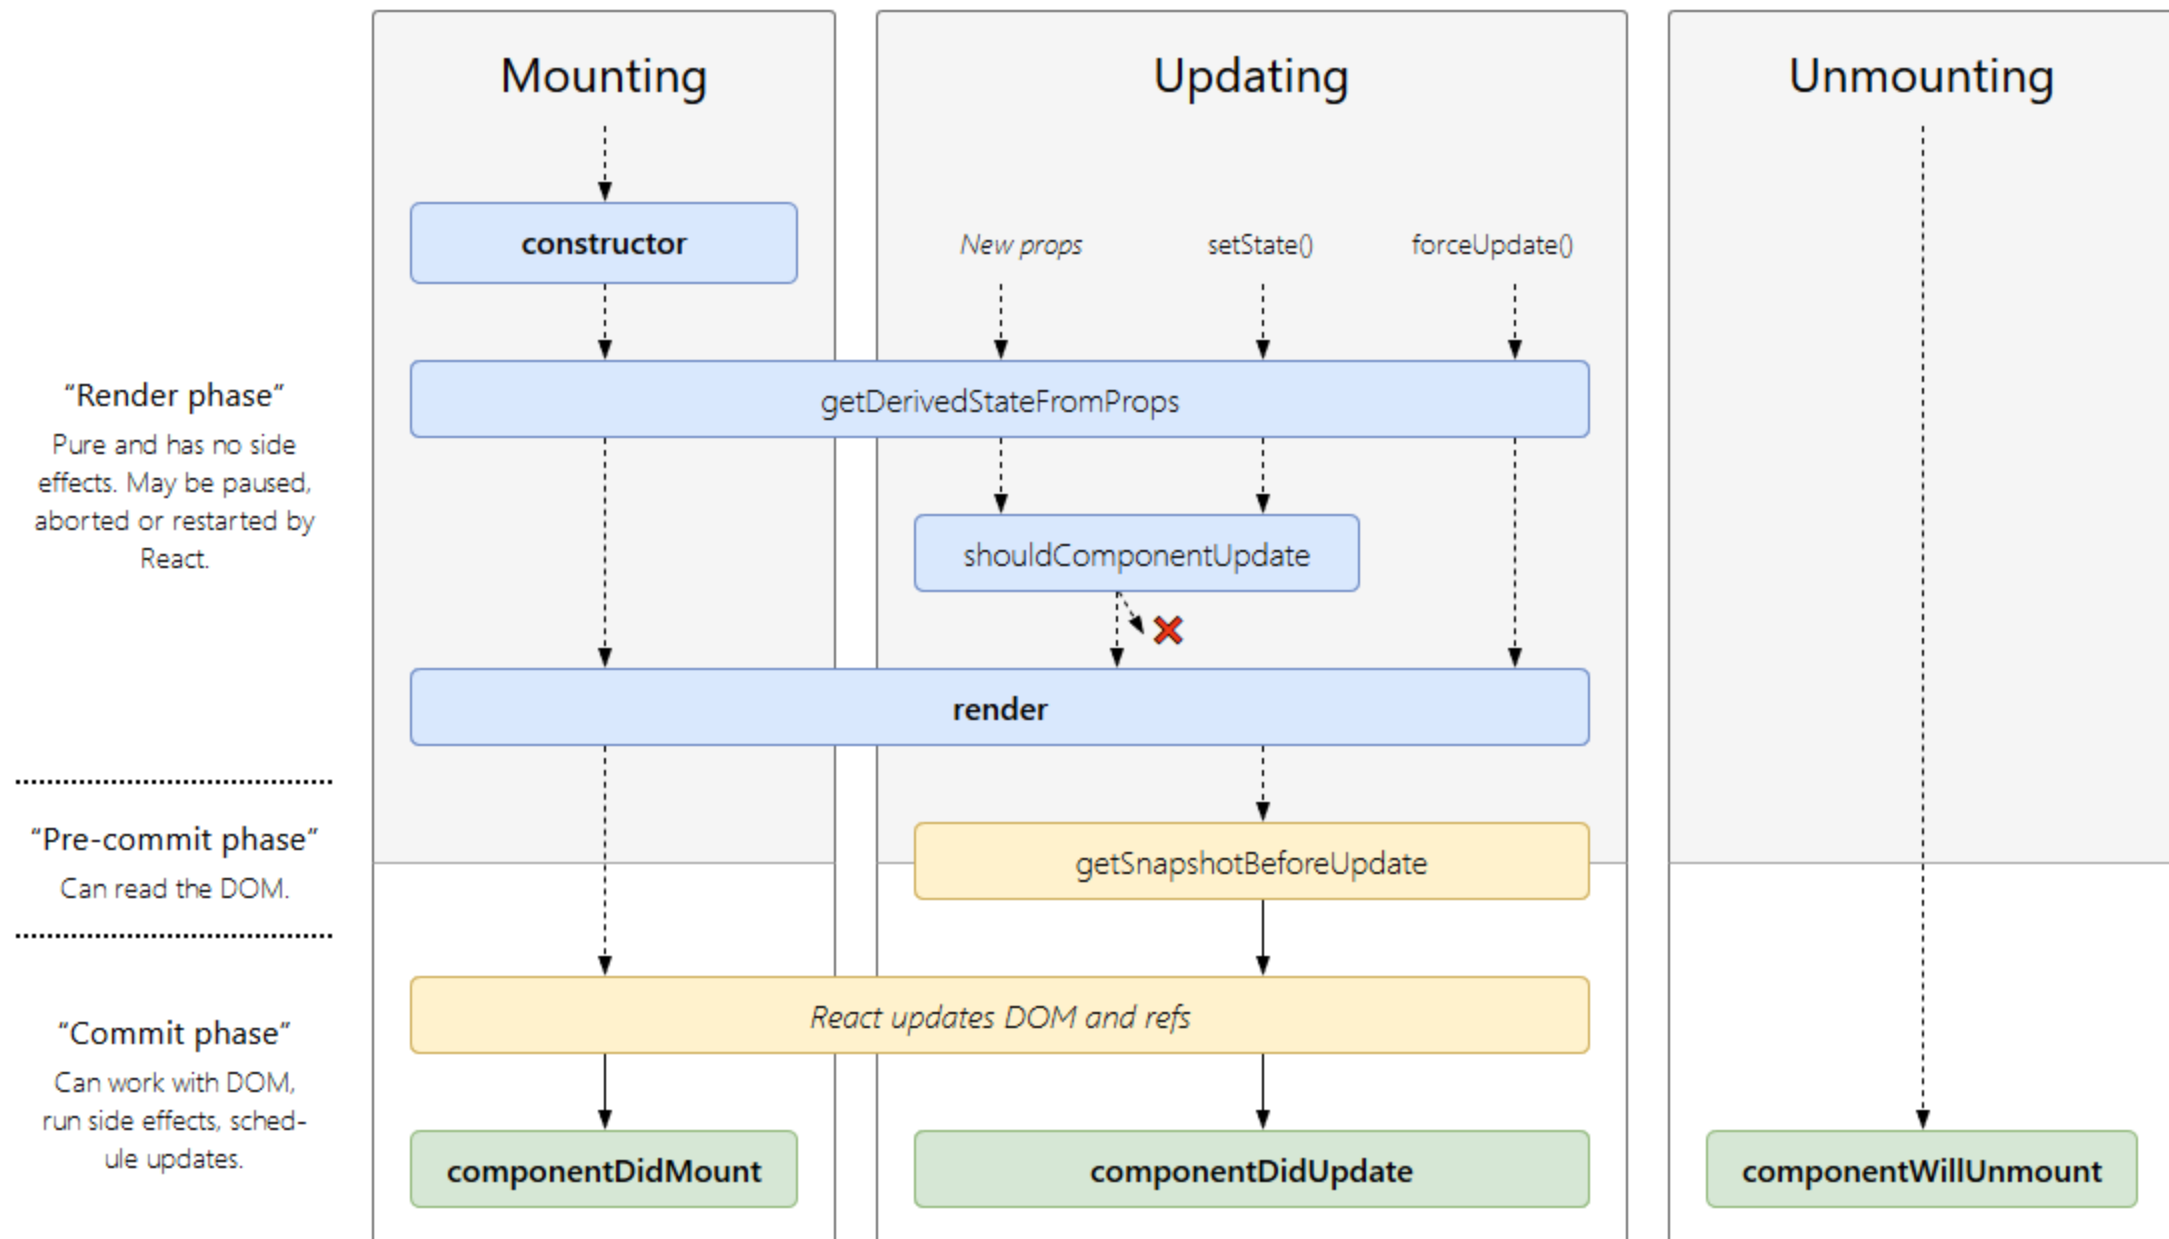 Mounting
Updating
Unmounting
constructor
New props
setState()
forceUpdate()
getDerivedStateFromProps
“Render phase”
Pure and has no side
effects. May be paused,
aborted or restarted by
React.
shouldComponentUpdate
render
“Pre-commit phase”
Can read the DOM.
getSnapshotBeforeUpdate
React updates DOM and refs
“Commit phase”
Can work with DOM,
run side effects, sched-
ule updates.
componentDidMount
componentDidUpdate
componentWillUnmount